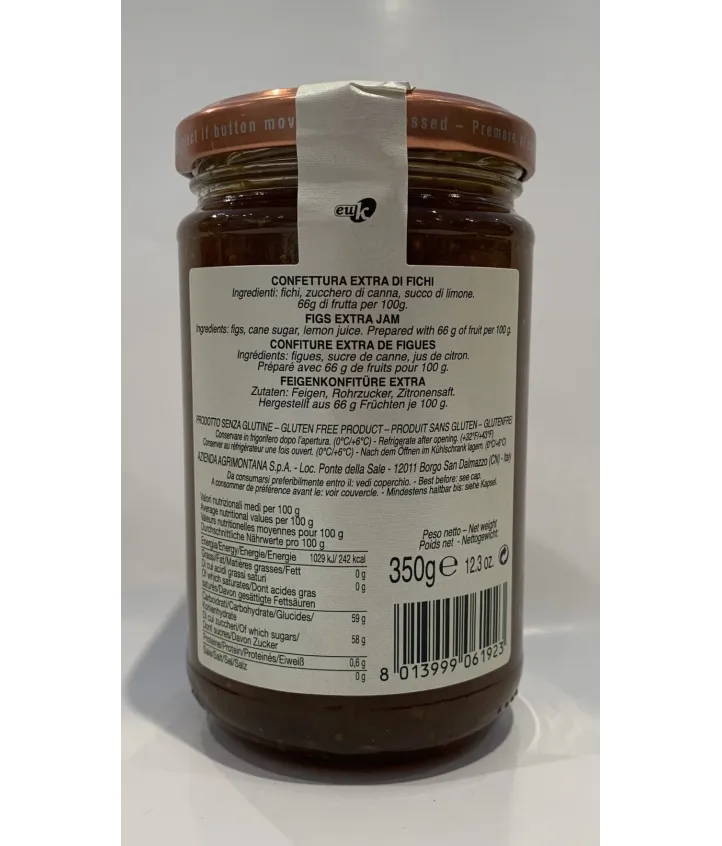 if button mov
ssed – Premere
euk
CONFETTURA EXTRA DI FICHI
Ingredienti: fichi, zucchero di canna, succo di limone.
66g di frutta per 100g.
FIGS EXTRA JAM
Ingredients: figs, cane sugar, lemon juice. Prepared with 66 g of fruit per 100 g.
CONFITURE EXTRA DE FIGUES
Ingrédients: figues, sucre de canne, jus de citron.
Préparé avec 66 g de fruits pour 100 g.
FEIGENKONFITÜRE EXTRA
Zutaten: Feigen, Rohrzucker, Zitronensaft.
Hergestellt aus 66 g Früchten je 100 g.
PRODOTTO SENZA GLUTINE – GLUTEN FREE PRODUCT – PRODUIT SANS GLUTEN – GLUTENFREI
Conservare in frigorifero dopo l'apertura. (0°C/+6°C) - Refrigerate after opening. (+32°F/+43°F)
Conserver au réfrigérateur une fois ouvert. (0°C/+6°C) - Nach dem Öffnen im Kühlschrank lagern. (0°C/+6°C)
AZIENDA AGRIMONTANA S.p.A. - Loc. Ponte della Sale - 12011 Borgo San Dalmazzo (CN) - Italy
Da consumarsi preferibilmente entro il: vedi coperchio. - Best before: see cap.
A consommer de préférence avant le: voir couvercle. - Mindestens haltbar bis: siehe Kapsel.
Valori nutrizionali medi per 100 g
Average nutritional values per 100 g
Valeurs nutritionelles moyennes pour 100 g
Durchschnittliche Nährwerte pro 100 g
Energia/Energy/Energie/Energie 1029 kJ/ 242 kcal
Grassi/Fat/Matières grasses/Fett 0 g
Di cui acidi grassi saturi
Of which saturates/Dont acides gras 0 g
saturés/Davon gesättigte Fettsäuren
Carboidrati/Carbohydrate/Glucides/
Kohlenhydrate 59 g
Di cui zuccheri/Of which sugars/
Dont sucres/Davon Zucker 58 g
Proteine/Protein/Protéines/Eiweiß 0,6 g
Sale/Salt/Sel/Salz 0 g
Peso netto – Net weight
Poids net - Nettogewicht
350g e 12.3 oz.
8 013999 061923